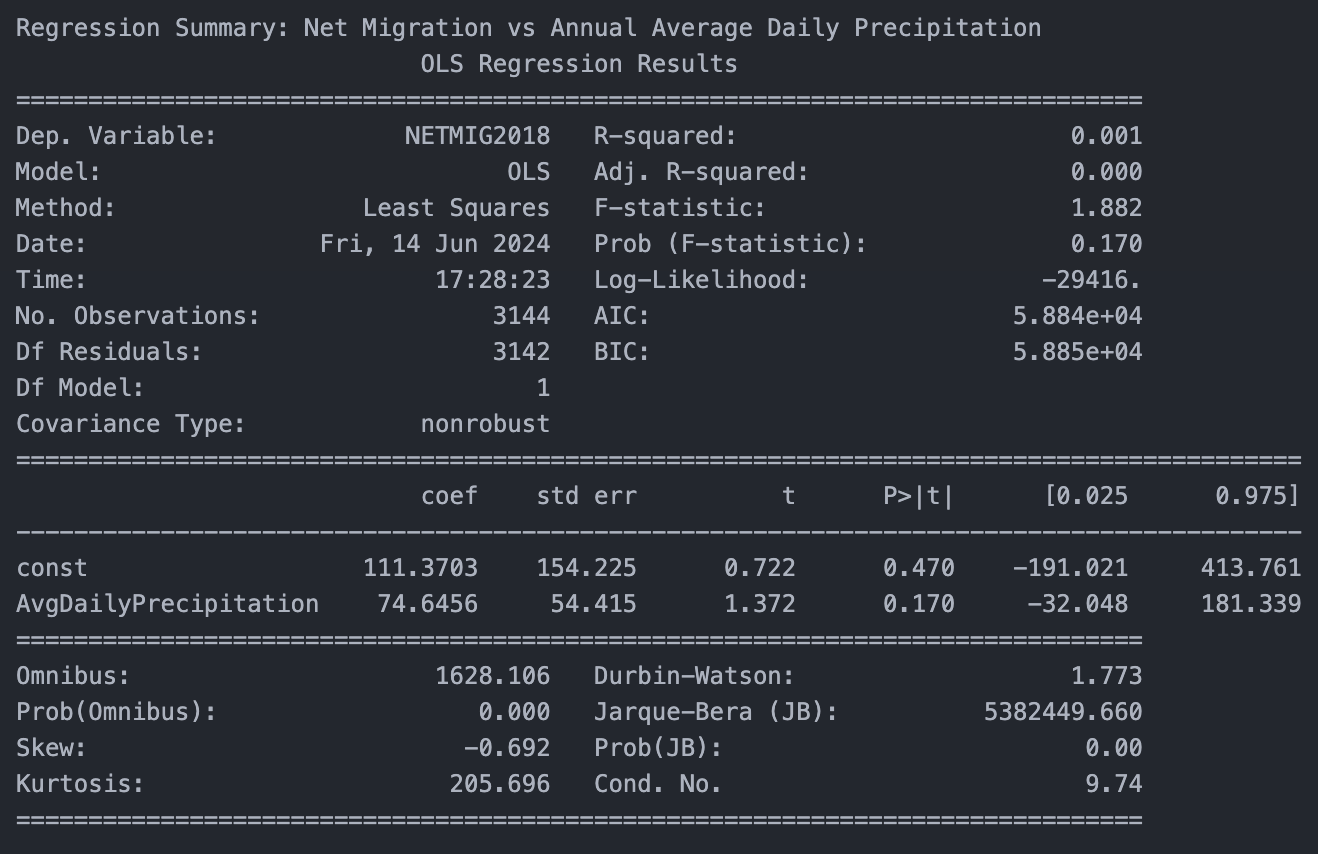 Regression Summary: Net Migration vs Annual Average Daily Precipitation
OLS Regression Results
==============================================================================
Dep. Variable: NETMIG2018 R-squared: 0.001
Model: OLS Adj. R-squared: 0.000
Method: Least Squares F-statistic: 1.882
Date: Fri, 14 Jun 2024 Prob (F-statistic): 0.170
Time: 17:28:23 Log-Likelihood: -29416.
No. Observations: 3144 AIC: 5.884e+04
Df Residuals: 3142 BIC: 5.885e+04
Df Model: 1
Covariance Type: nonrobust
=========================================================================================
coef std err t P>|t| [0.025 0.975]
-----------------------------------------------------------------------------------------
const 111.3703 154.225 0.722 0.470 -191.021 413.761
AvgDailyPrecipitation 74.6456 54.415 1.372 0.170 -32.048 181.339
==============================================================================
Omnibus: 1628.106 Durbin-Watson: 1.773
Prob(Omnibus): 0.000 Jarque-Bera (JB): 5382449.660
Skew: -0.692 Prob(JB): 0.00
Kurtosis: 205.696 Cond. No. 9.74
==============================================================================